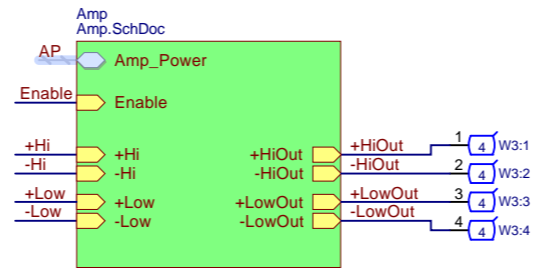 Amp
Amp.SchDoc
AP
Amp_Power
Enable
Enable
+Hi
+Hi
+HiOut
+HiOut
1
4
W3:1
-Hi
-Hi
-HiOut
-HiOut
2
4
W3:2
+Low
+Low
+LowOut
+LowOut
3
4
W3:3
-Low
-Low
-LowOut
-LowOut
4
4
W3:4